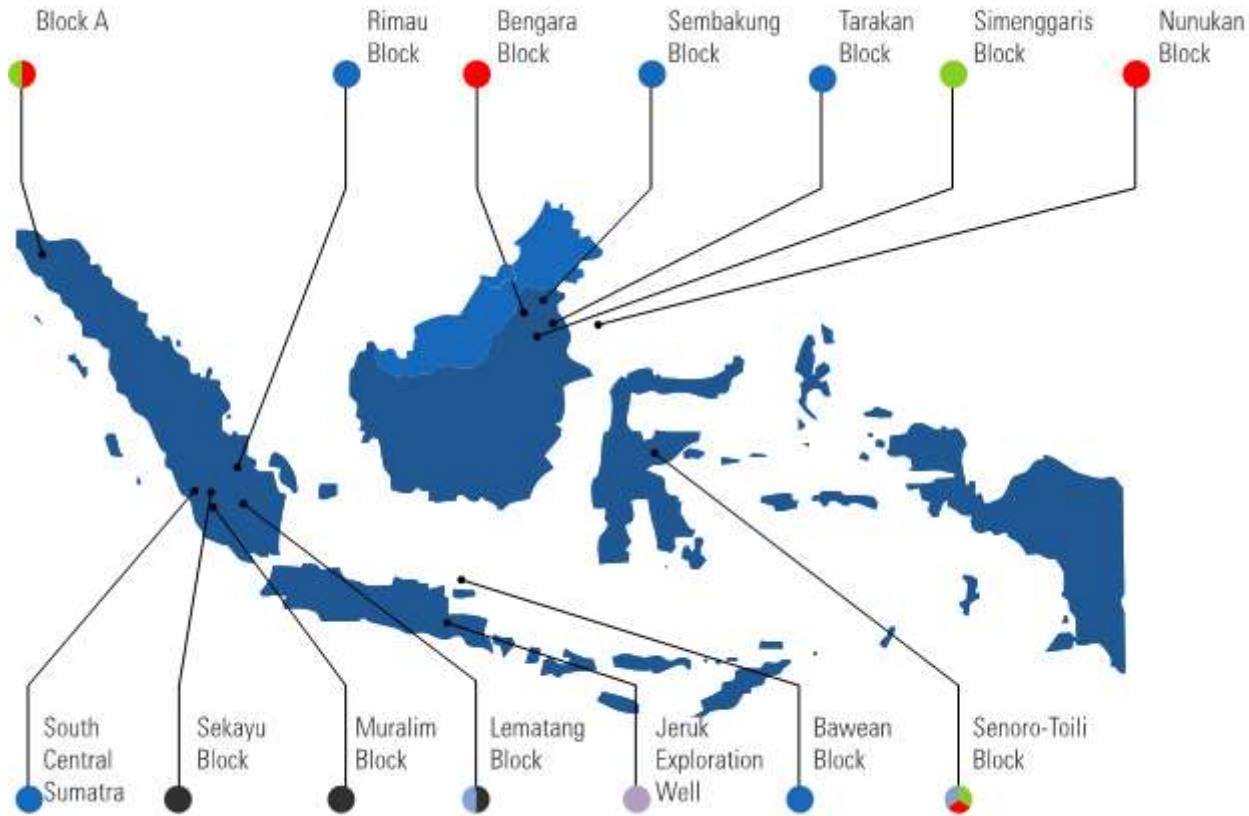 Block A
Rimau
Block
Bengara
Block
Sembakung
Block
Tarakan
Block
Simenggaris
Block
Nunukan
Block
South
Central
Sumatra
Sekayu
Block
Muralim
Block
Lematang
Block
Jeruk
Exploration
Well
Bawean
Block
Senoro-Toili
Block